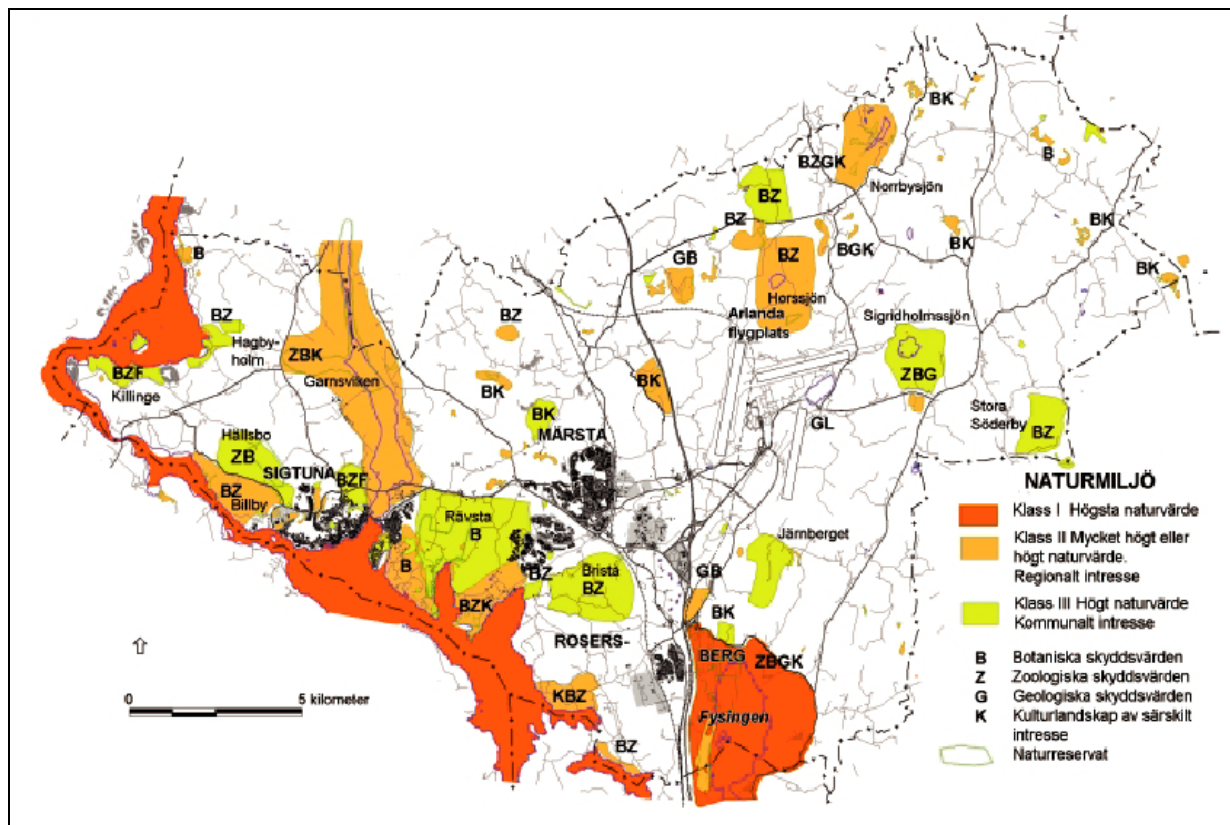 BK
BZGK
B
BZ
Norrbysjön
BZ
BK
BK
B
GB
BZ
BGK
BK
Hørssjön
BZ
Arlanda
flygplats
Sigridholmssjön
BZ
Hagby-
holm
ZBK
BZF
Killinge
Garnsviken
BK
BK
ZBG
BK
GL
Stora
Söderby
BZ
Hällsbo
ZB
MÄRSTA
SIGTUNA
BZF
BZ
Billby
Rävsta
B
Järnberget
B
BZ
Brista
BZ
GB
BZK
BK
ROSERS-
BERG
ZBGK
KBZ
Fysingen
BZ
0
5 kilometer
NATURMILJÖ
Klass I Högsta naturvärde
Klass II Mycket högt eller
högt naturvärde.
Regionalt intresse
Klass III Högt naturvärde
Kommunalt intresse
B Botaniska skyddsvärden
Z Zoologiska skyddsvärden
G Geologiska skyddsvärden
K Kulturlandskap av särskilt
intresse
Naturreservat